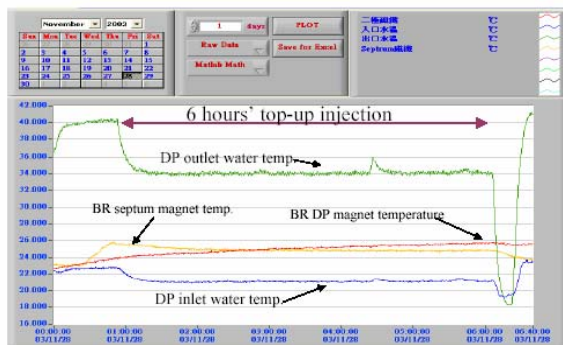 November 2003
Sun Mon Tue Wed Thu Fri Sat
1
2 3 4 5 6 7 8
9 10 11 12 13 14 15
16 17 18 19 20 21 22
23 24 25 26 27 28 29
30
1 days
PLOT
Raw Data
Save for Excel
Matlab Math
二極磁鐵 ℃
入口水溫 ℃
出口水溫 ℃
Septum磁鐵 ℃
42.000
40.000
38.000
36.000
34.000
32.000
30.000
28.000
26.000
24.000
22.000
20.000
18.000
16.000
6 hours' top-up injection
DP outlet water temp.
BR septum magnet temp.
BR DP magnet temperature
DP inlet water temp.
00:00:00 01:00:00 02:00:00 03:00:00 04:00:00 05:00:00 06:00:00 06:40:00
03/11/28 03/11/28 03/11/28 03/11/28 03/11/28 03/11/28 03/11/28 03/11/28